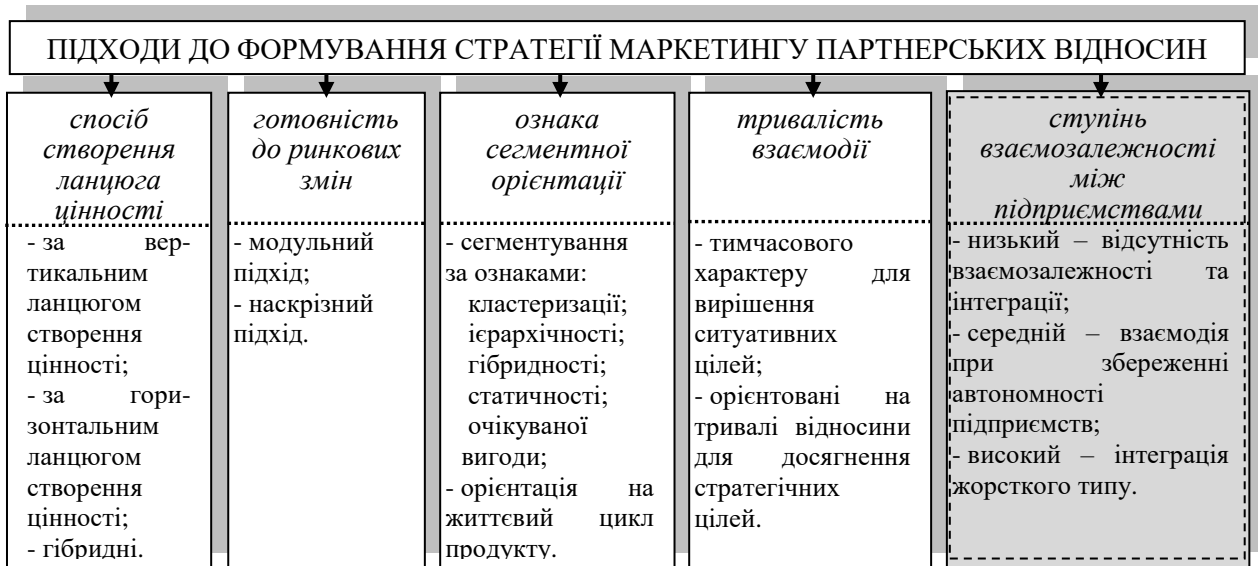 ПІДХОДИ ДО ФОРМУВАННЯ СТРАТЕГІЇ МАРКЕТИНГУ ПАРТНЕРСЬКИХ ВІДНОСИН
спосіб
створення
ланцюга
цінності
- за вер-
тикальним
ланцюгом
створення
цінності;
- за гори-
зонтальним
ланцюгом
створення
цінності;
- гібридні.
готовність
до ринкових
змін
- модульний
підхід;
- наскрізний
підхід.
ознака
сегментної
орієнтації
- сегментування
за ознаками:
кластеризації;
ієрархічності;
гібридності;
статичності;
очікуваної
вигоди;
- орієнтація на
життєвий цикл
продукту.
тривалість
взаємодії
- тимчасового
характеру для
вирішення
ситуативних
цілей;
- орієнтовані на
тривалі відносини
для досягнення
стратегічних
цілей.
ступінь
взаємозалежності
між
підприємствами
- низький – відсутність
взаємозалежності та
інтеграції;
- середній – взаємодія
при збереженні
автономності
підприємств;
- високий – інтеграція
жорсткого типу.